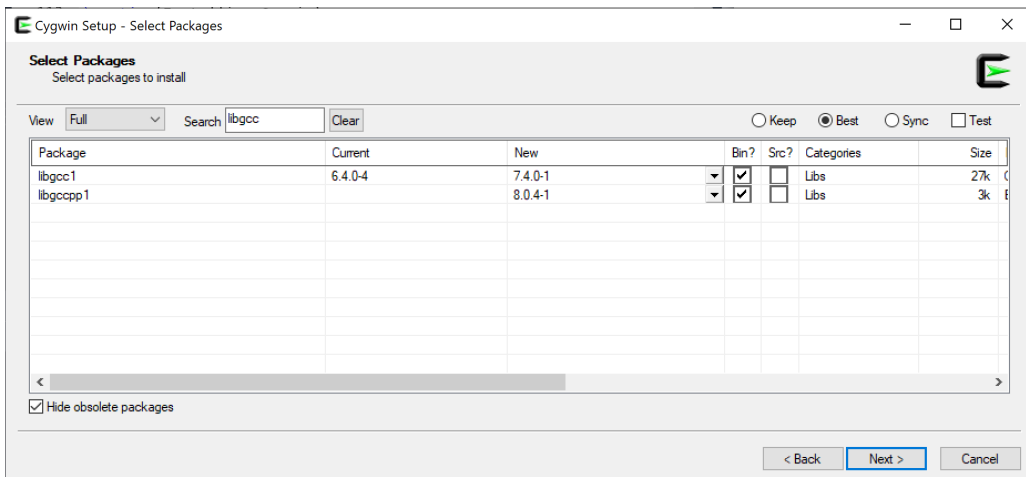 Cygwin Setup - Select Packages
Select Packages
Select packages to install
View Full Search libgcc Clear Keep Best Sync Test
Package Current New Bin? Src? Categories Size
libgcc1 6.4.0-4 7.4.0-1 Libs 27k
libgccpp1 8.0.4-1 Libs 3k
Hide obsolete packages
< Back Next > Cancel